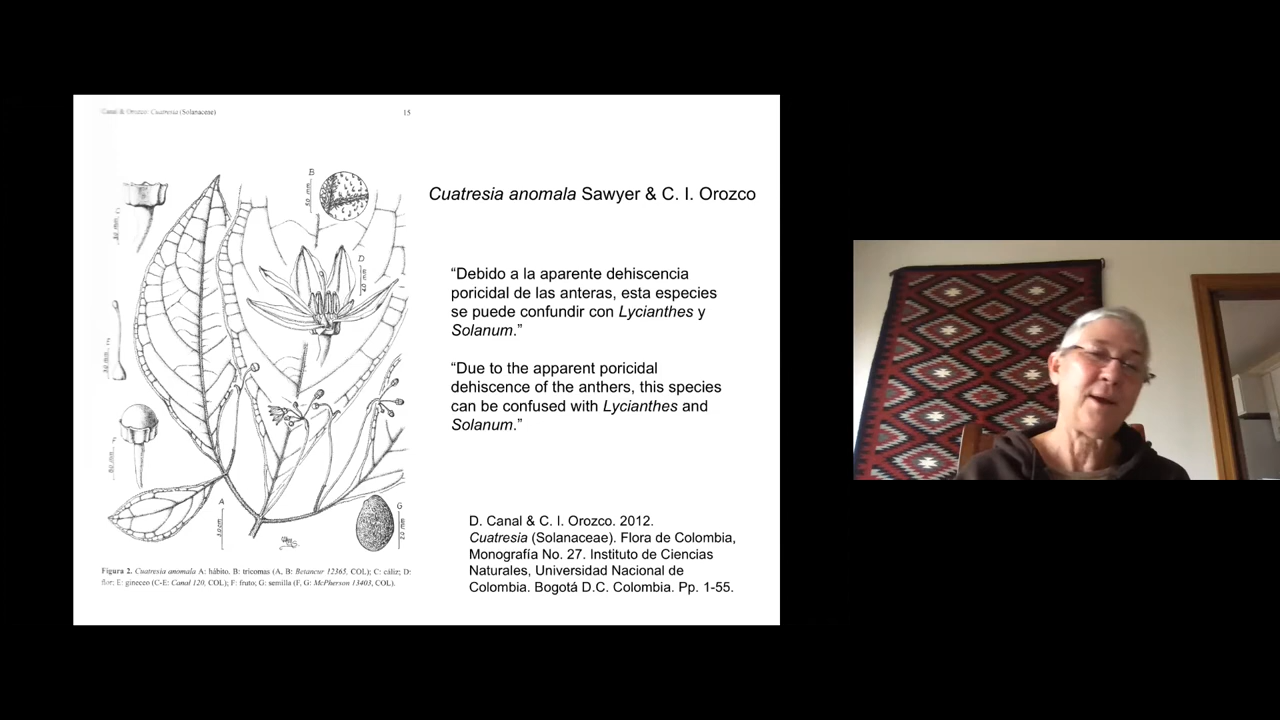 Canal & Orozco: Cuatresia (Solanaceae) 15
Cuatresia anomala Sawyer & C. I. Orozco
“Debido a la aparente dehiscencia
poricidal de las anteras, esta especies
se puede confundir con Lycianthes y
Solanum.”
“Due to the apparent poricidal
dehiscence of the anthers, this species
can be confused with Lycianthes and
Solanum.”
B
D
A
G
3.0 cm
D. Canal & C. I. Orozco. 2012.
Cuatresia (Solanaceae). Flora de Colombia,
Monografía No. 27. Instituto de Ciencias
Naturales, Universidad Nacional de
Colombia. Bogotá D.C. Colombia. Pp. 1-55.
Figura 2. Cuatresia anomala A: hábito, B: tricomas (A, B: Betancur 12365, COL); C: cáliz; D:
flor; E: gineceo (C-E: Canal 120, COL); F: fruto; G: semilla (F, G: McPherson 13403, COL).